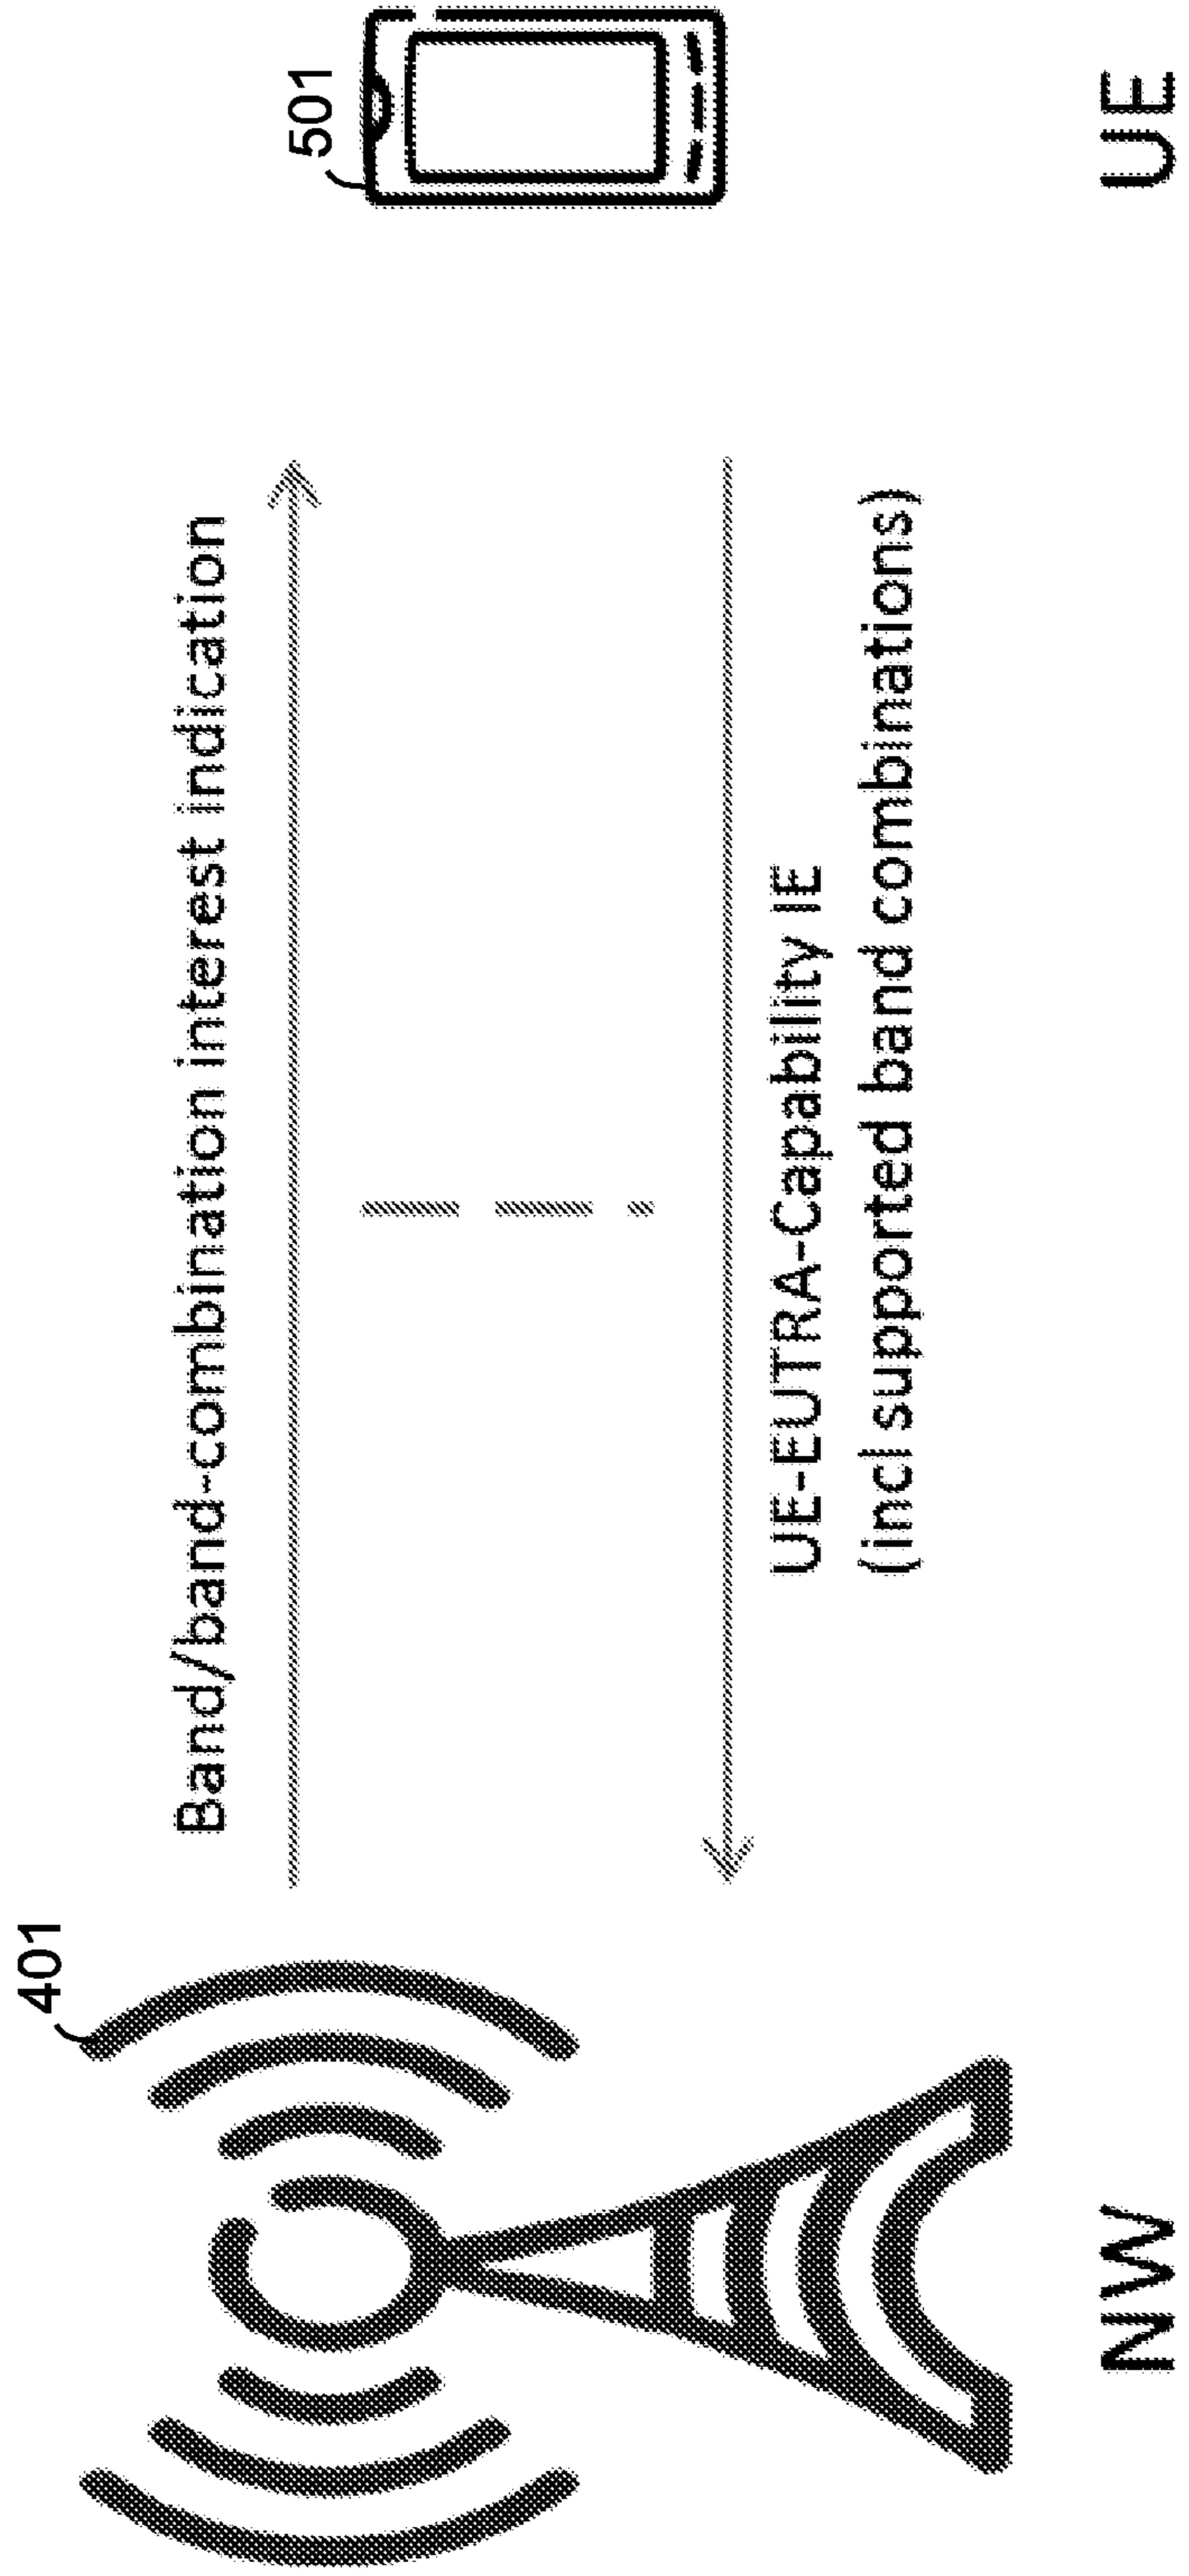 401
501
Band/band-combination interest indication
UE-EUTRA-Capability IE
(incl supported band combinations)
NW
UE